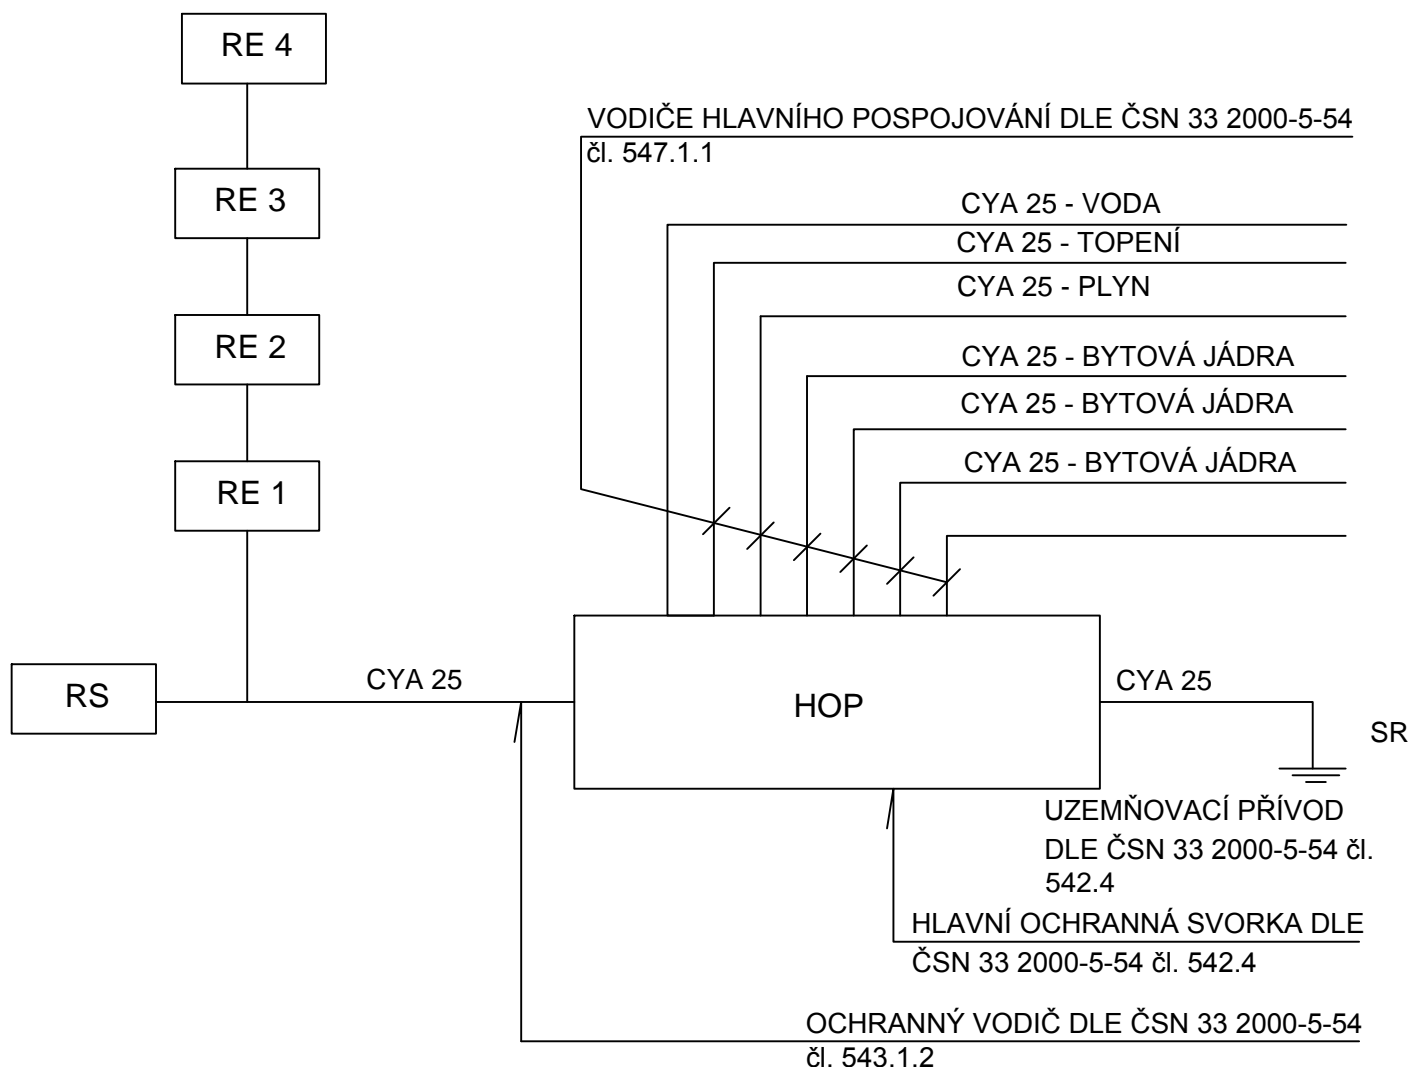 RE 4
VODIČE HLAVNÍHO POSPOJOVÁNÍ DLE ČSN 33 2000-5-54
čl. 547.1.1
RE 3
CYA 25 - VODA
CYA 25 - TOPENÍ
CYA 25 - PLYN
RE 2
CYA 25 - BYTOVÁ JÁDRA
CYA 25 - BYTOVÁ JÁDRA
CYA 25 - BYTOVÁ JÁDRA
RE 1
RS
CYA 25
HOP
CYA 25
SR
UZEMŇOVACÍ PŘÍVOD
DLE ČSN 33 2000-5-54 čl.
542.4
HLAVNÍ OCHRANNÁ SVORKA DLE
ČSN 33 2000-5-54 čl. 542.4
OCHRANNÝ VODIČ DLE ČSN 33 2000-5-54
čl. 543.1.2